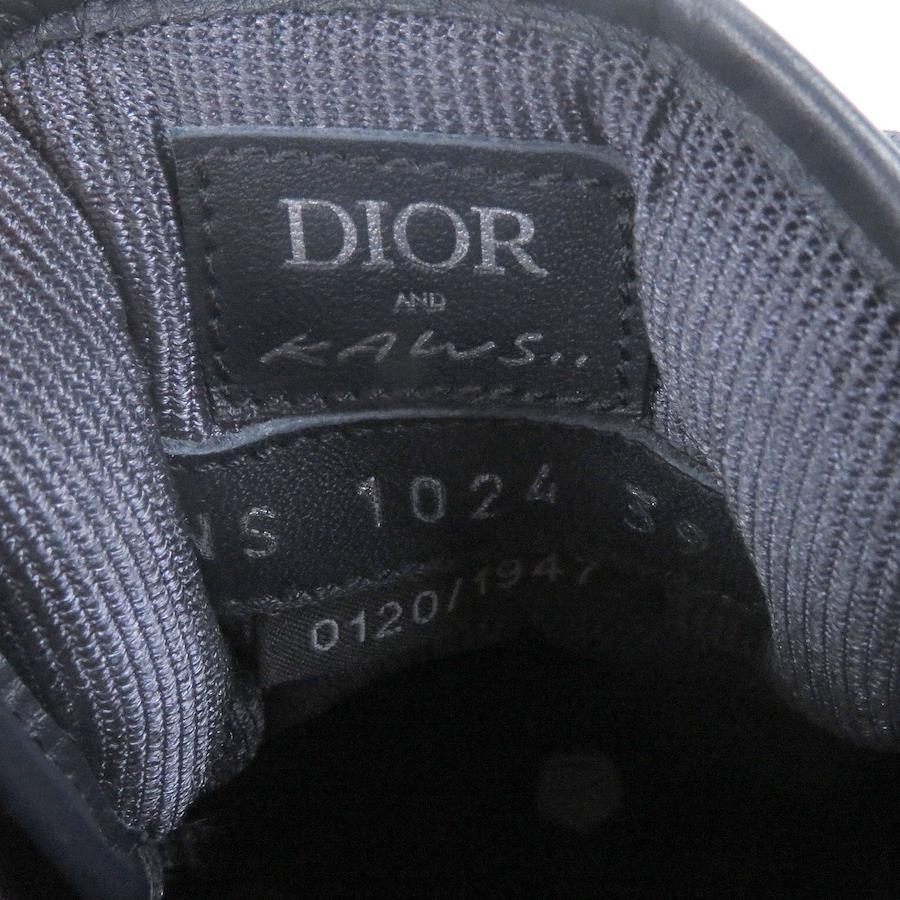 DIOR
AND
KAWS..
NS 1024
0120/1947